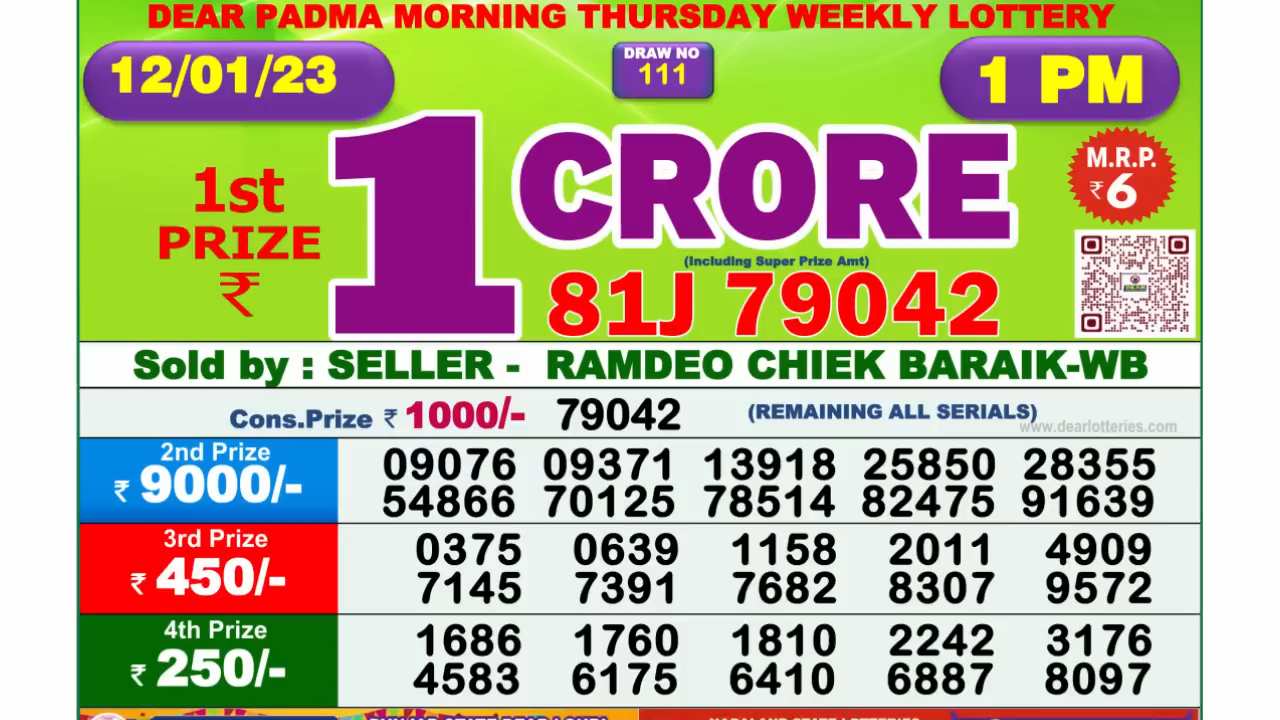 DEAR PADMA MORNING THURSDAY WEEKLY LOTTERY
12/01/23
DRAW NO
111
1 PM
1st
PRIZE
₹
1 CRORE
(Including Super Prize Amt)
81J 79042
M.R.P.
₹6
Sold by : SELLER - RAMDEO CHIEK BARAIK-WB
Cons.Prize ₹ 1000/- 79042 (REMAINING ALL SERIALS)
www.dearlotteries.com
2nd Prize
₹ 9000/-
09076 09371 13918 25850 28355
54866 70125 78514 82475 91639
3rd Prize
₹ 450/-
0375 0639 1158 2011 4909
7145 7391 7682 8307 9572
4th Prize
₹ 250/-
1686 1760 1810 2242 3176
4583 6175 6410 6887 8097